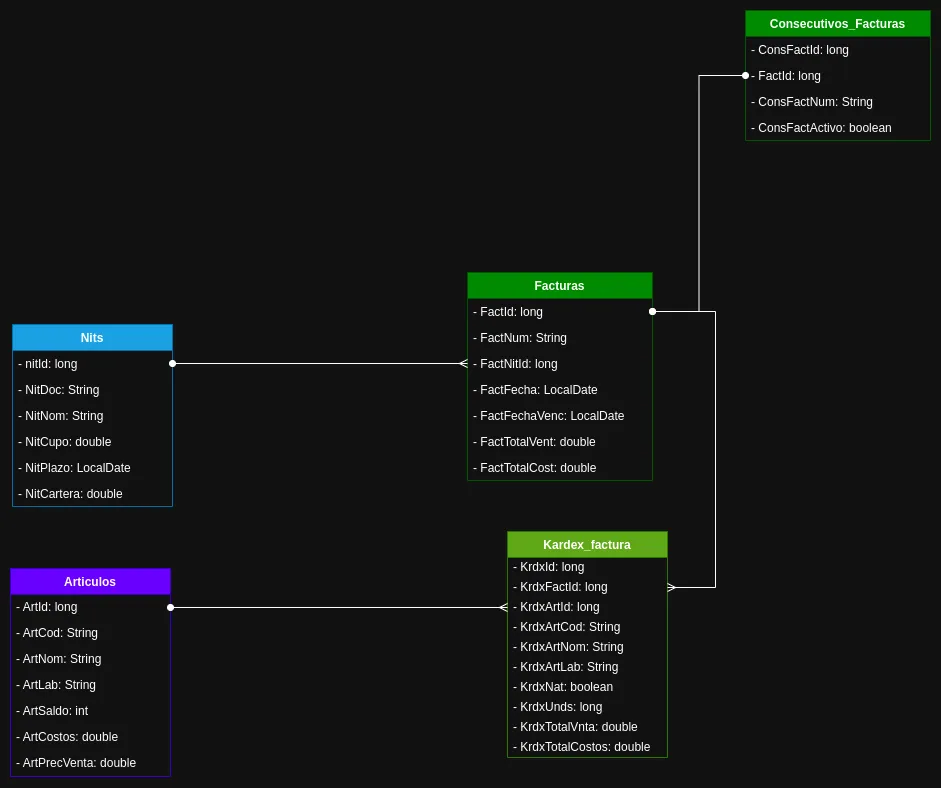 Consecutivos_Facturas
- ConsFactId: long
- FactId: long
- ConsFactNum: String
- ConsFactActivo: boolean
Facturas
- FactId: long
- FactNum: String
- FactNitId: long
- FactFecha: LocalDate
- FactFechaVenc: LocalDate
- FactTotalVent: double
- FactTotalCost: double
Nits
- nitId: long
- NitDoc: String
- NitNom: String
- NitCupo: double
- NitPlazo: LocalDate
- NitCartera: double
Kardex_factura
- KrdxId: long
- KrdxFactId: long
- KrdxArtId: long
- KrdxArtCod: String
- KrdxArtNom: String
- KrdxArtLab: String
- KrdxNat: boolean
- KrdxUnds: long
- KrdxTotalVnta: double
- KrdxTotalCostos: double
Articulos
- ArtId: long
- ArtCod: String
- ArtNom: String
- ArtLab: String
- ArtSaldo: int
- ArtCostos: double
- ArtPrecVenta: double